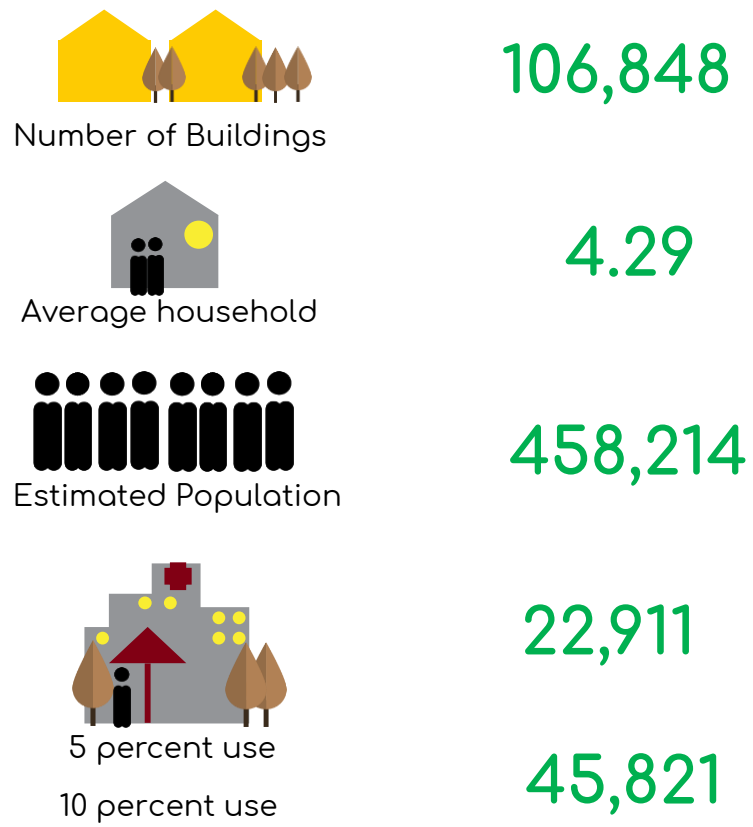 106,848
Number of Buildings
4.29
Average household
458,214
Estimated Population
22,911
5 percent use
45,821
10 percent use